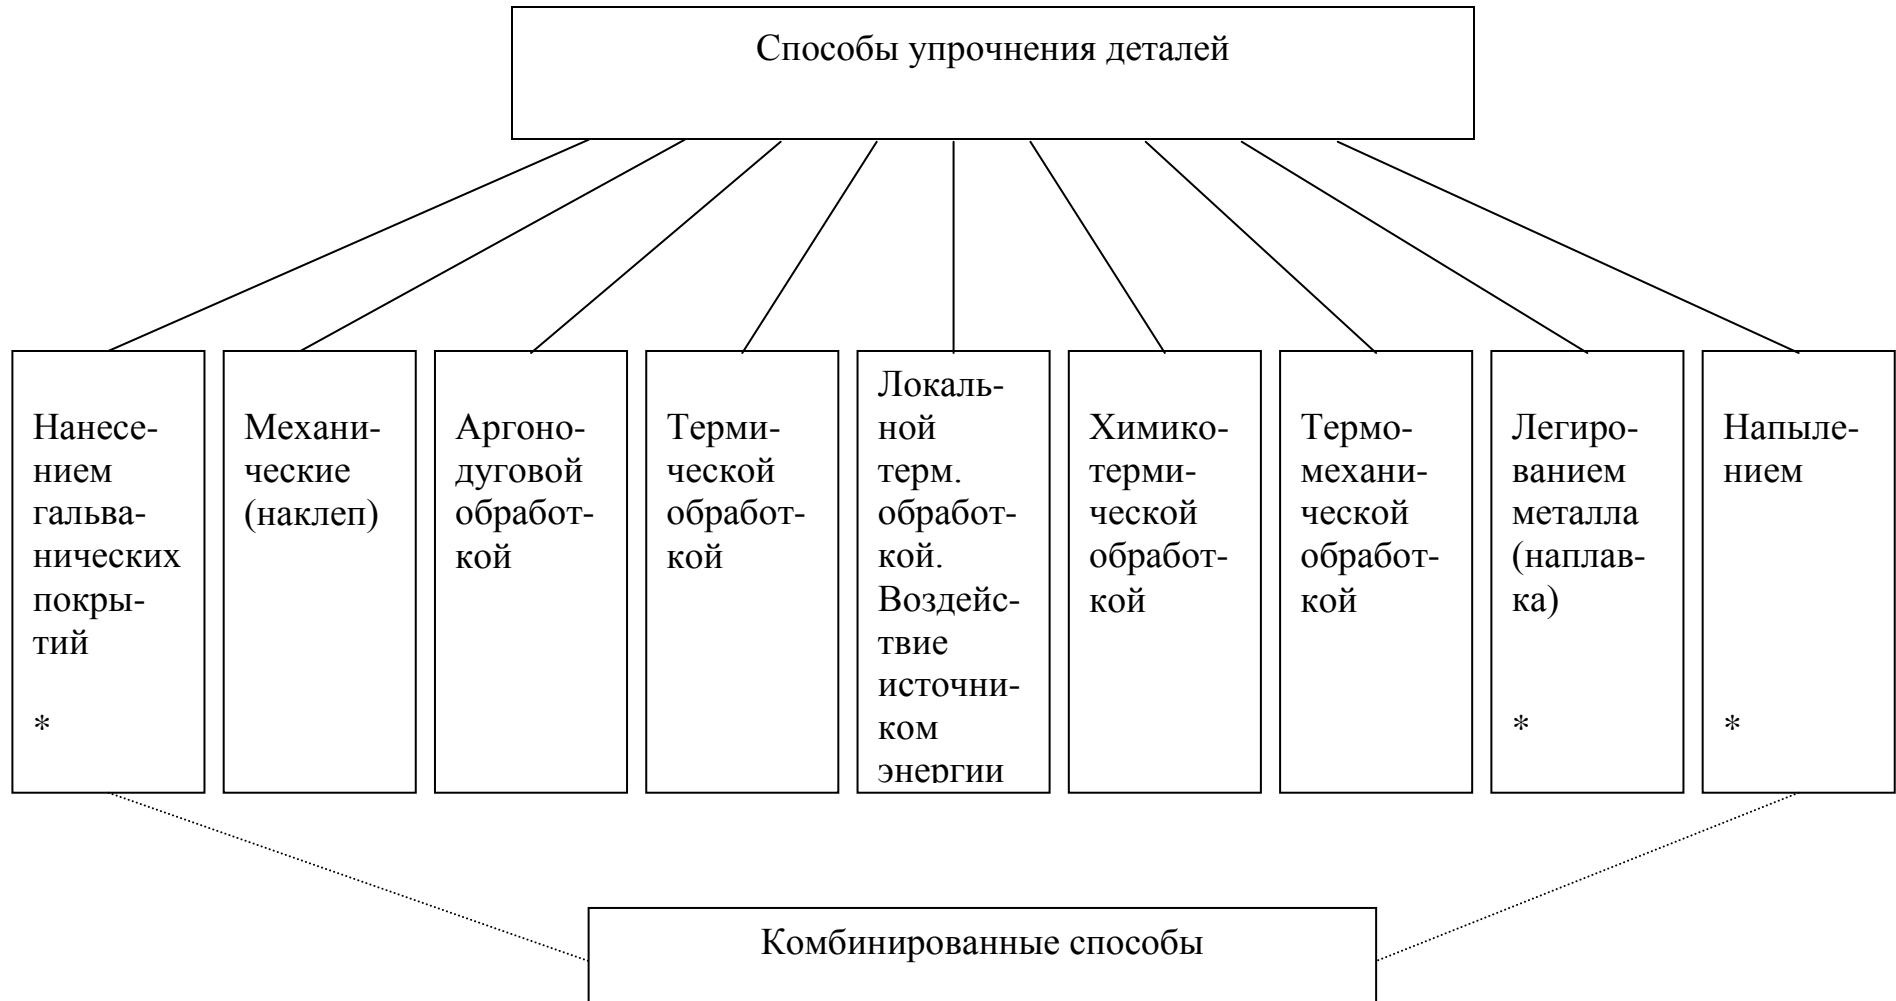 Способы упрочнения деталей
Нанесе-
нием
гальва-
нических
покры-
тий
*
Механи-
ческие
(наклеп)
Аргоно-
дуговой
обработ-
кой
Терми-
ческой
обработ-
кой
Локаль-
ной
терм.
обработ-
кой.
Воздейс-
твие
источни-
ком
энергии
Химико-
терми-
ческой
обработ-
кой
Термо-
механи-
ческой
обработ-
кой
Легиро-
ванием
металла
(наплав-
ка)
*
Напыле-
нием
*
Комбинированные способы